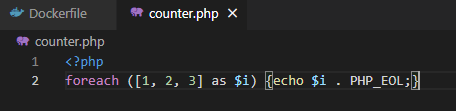 Dockerfile counter.php ×
counter.php
1 <?php
2 foreach ([1, 2, 3] as $i) {echo $i . PHP_EOL;}